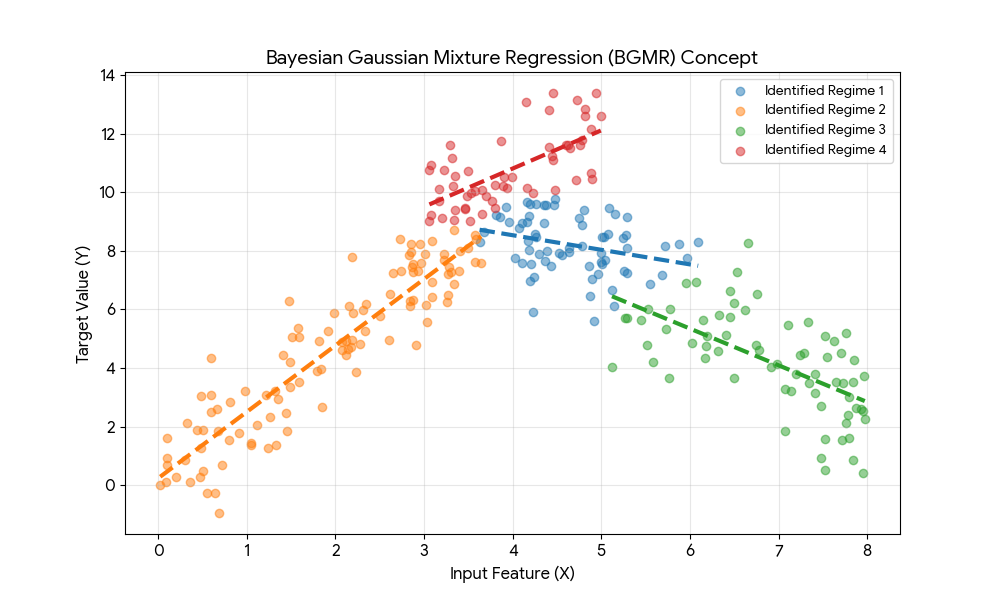 Bayesian Gaussian Mixture Regression (BGMR) Concept
Identified Regime 1
Identified Regime 2
Identified Regime 3
Identified Regime 4
Target Value (Y)
14
12
10
8
6
4
2
0
0 1 2 3 4 5 6 7 8
Input Feature (X)